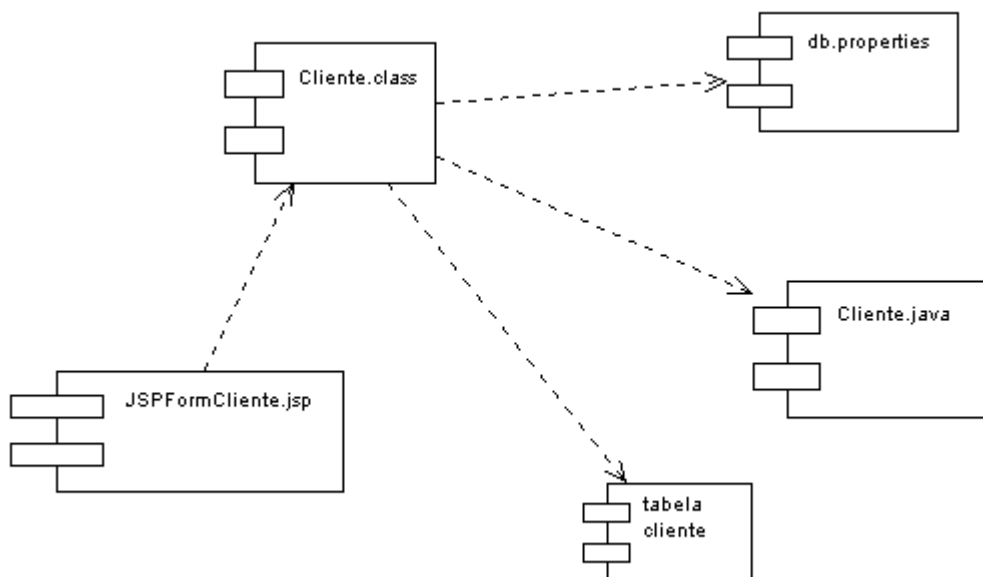 db.properties
Cliente.class
Cliente.java
JSPFormCliente.jsp
tabela
cliente